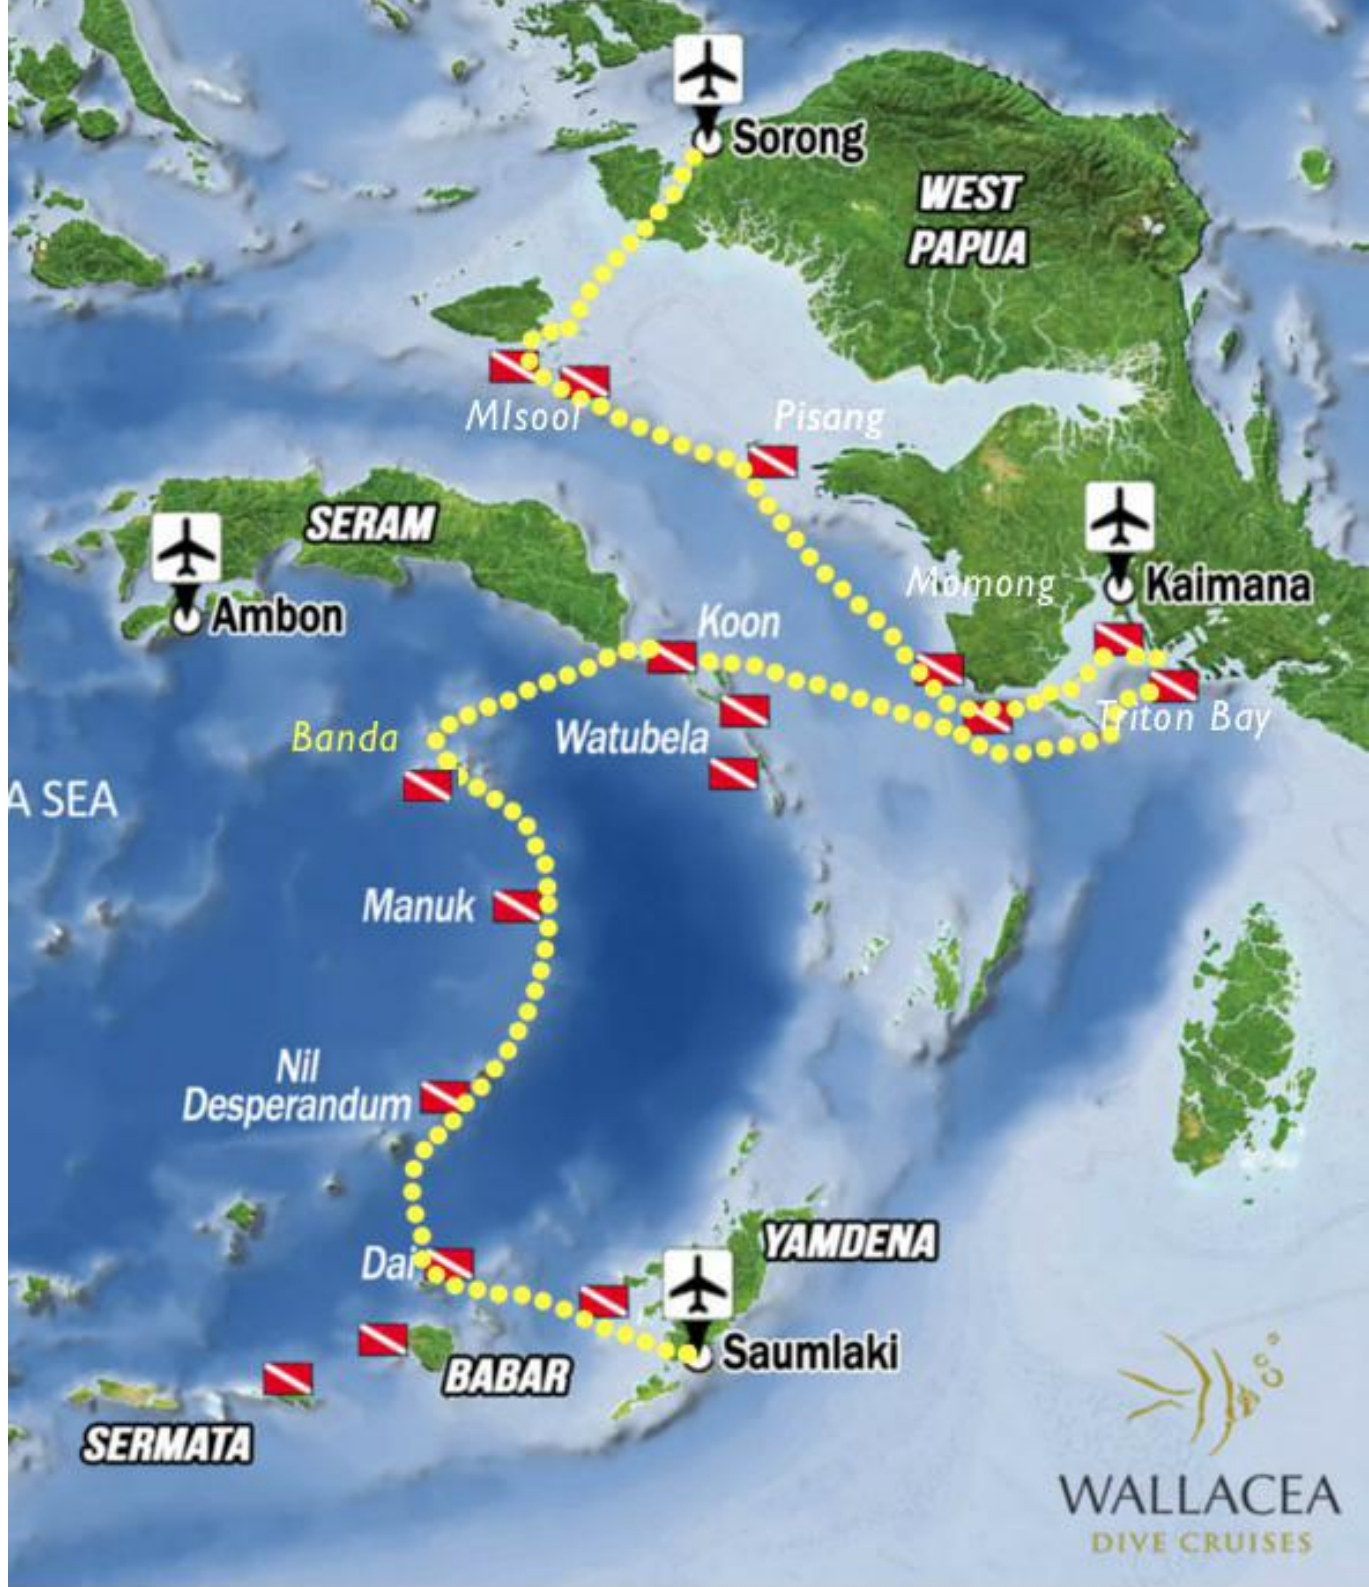 Sorong
WEST
PAPUA
MIsool
Pisang
SERAM
Ambon
Momong
Kaimana
Koon
Banda
Watubela
Triton Bay
A SEA
Manuk
Nil
Desperandum
Dai
YAMDENA
Saumlaki
BABAR
SERMATA
WALLACEA
DIVE CRUISES